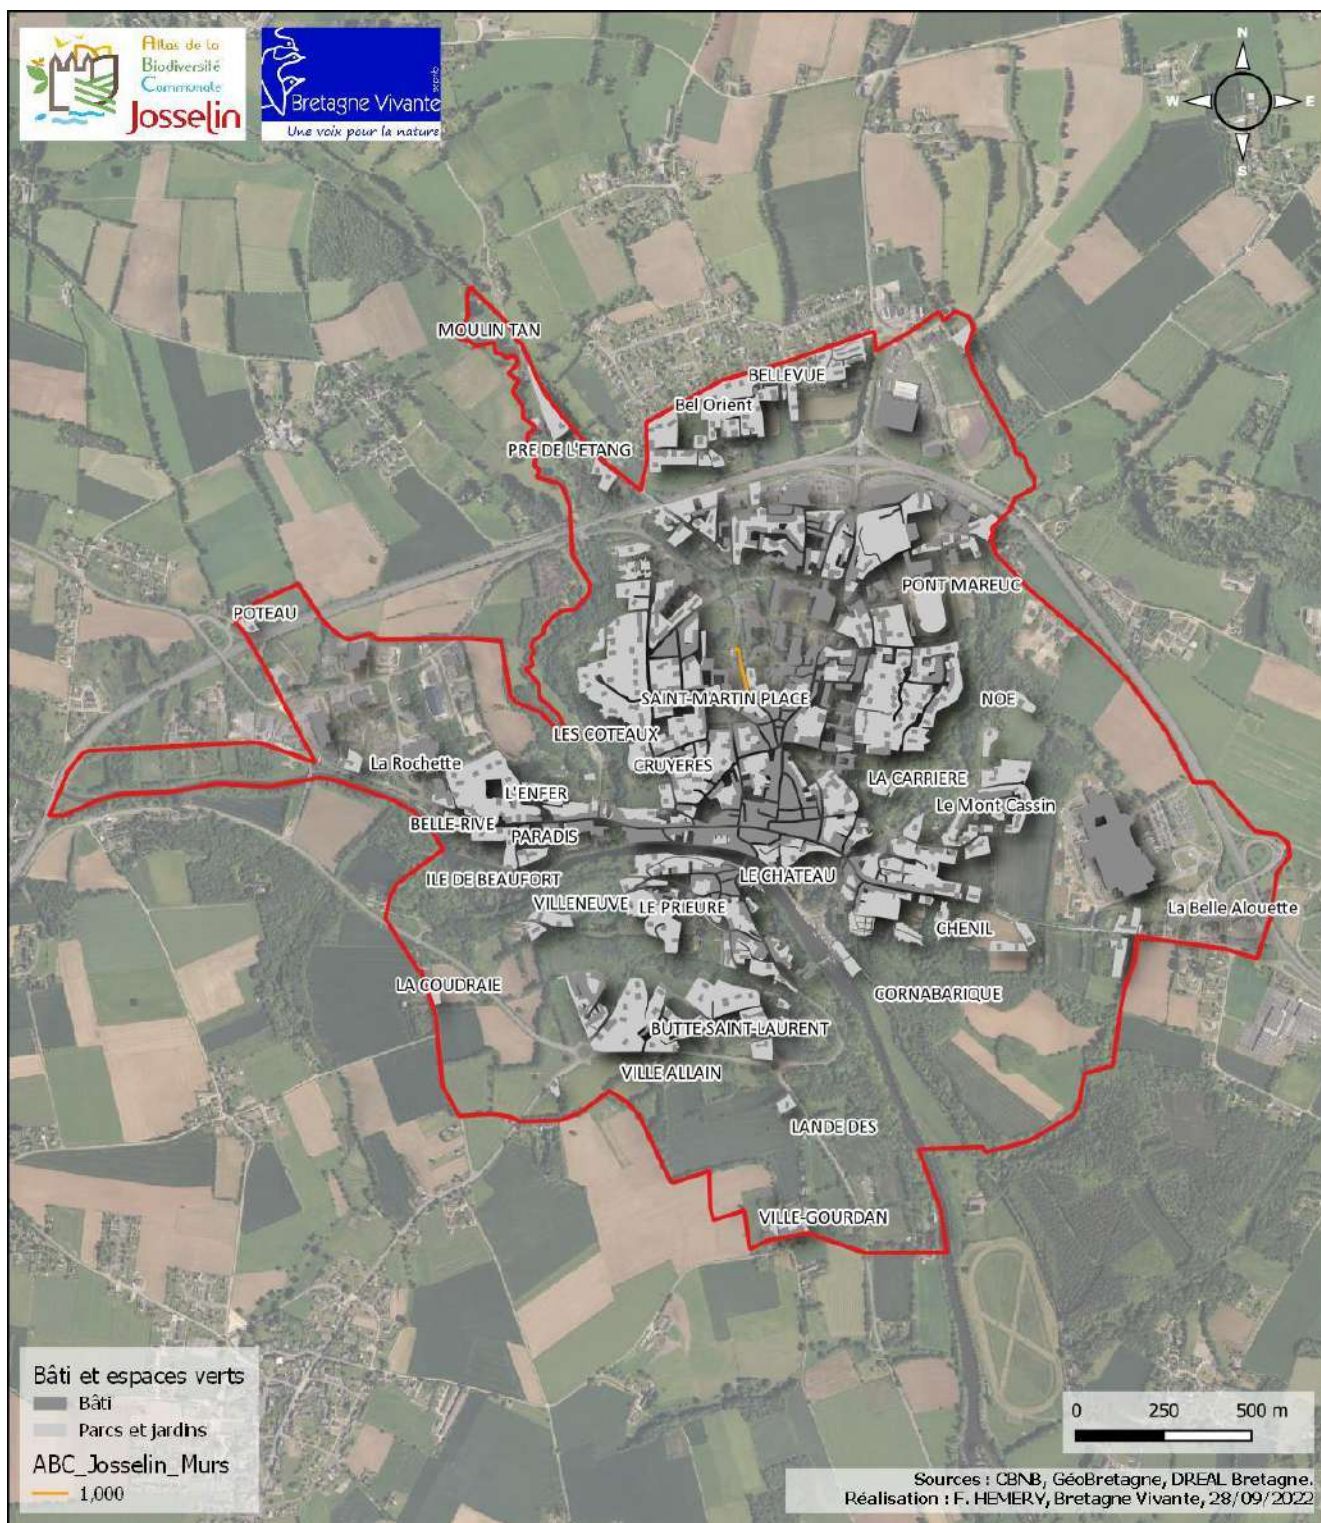 Atlas de la
Biodiversité
Communale
Josselin
Bretagne Vivante
sepnb
Une voix pour la nature
N
W
E
S
MOULIN TAN
BELLEVUE
Bel Orient
PRE DE L'ETANG
PONT MAREUC
POTEAU
SAINT-MARTIN PLACE
NOE
LES COTEAUX
La Rochette
GRUYERES
LA CARRIERE
L'ENFER
Le Mont Cassin
BELLE-RIVE
PARADIS
ILE DE BEAUFORT
LE CHATEAU
VILLENEUVE
LE PRIEURE
La Belle Alouette
CHENIL
LA COUDRAIE
CORNABARIQUE
BUTTE SAINT-LAURENT
VILLE ALLAIN
LANDE DES
VILLE-GOURDAN
Bâti et espaces verts
Bâti
Parcs et jardins
ABC_Josselin_Murs
1,000
0 250 500 m
Sources : CBNB, GéoBretagne, DREAL Bretagne.
Réalisation : F. HEMERY, Bretagne Vivante, 28/09/2022